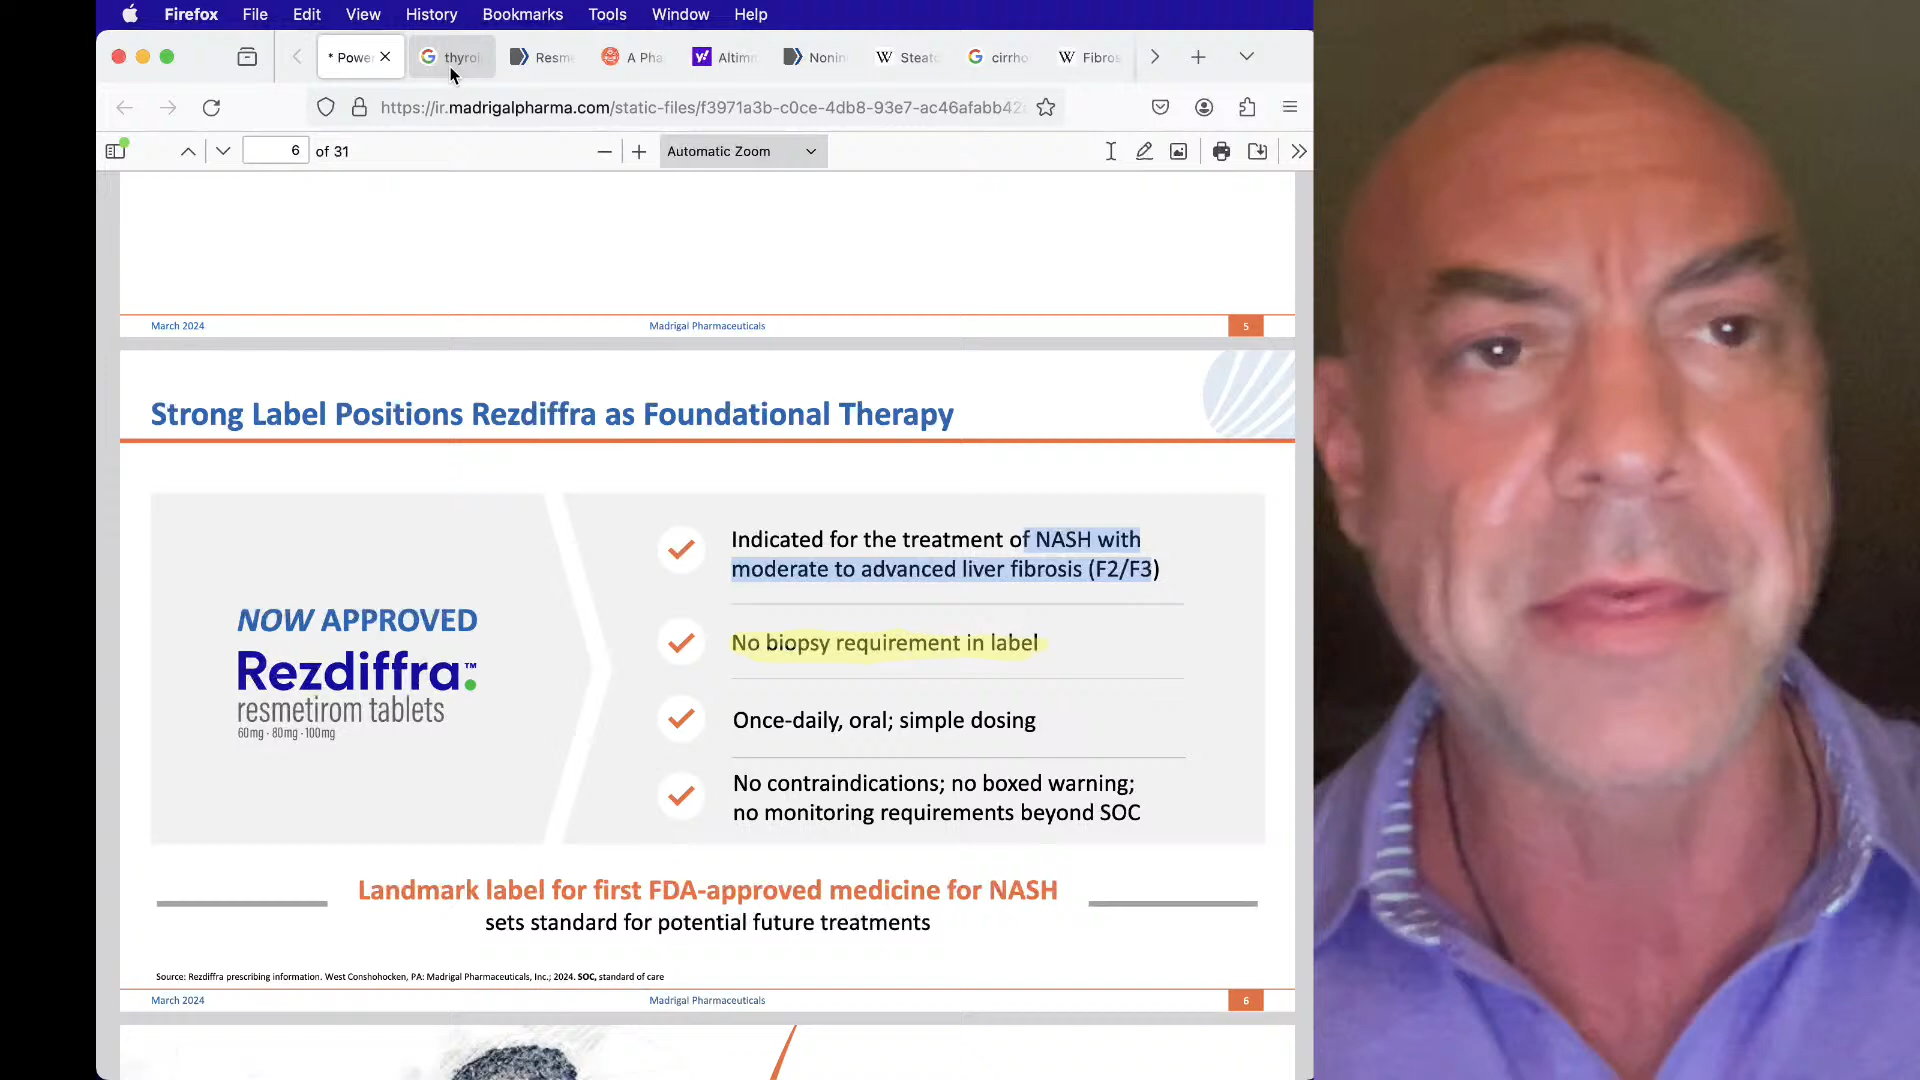 Firefox File Edit View History Bookmarks Tools Window Help
* Powe thyroi Resm A Pha Altimm Nonin Steato cirrho Fibros
https://ir.madrigalpharma.com/static-files/f3971a3b-c0ce-4db8-93e7-ac46afabb42
6 of 31 Automatic Zoom
March 2024 Madrigal Pharmaceuticals 5
Strong Label Positions Rezdiffra as Foundational Therapy
NOW APPROVED
Rezdiffra™
resmetirom tablets
60mg · 80mg · 100mg
Indicated for the treatment of NASH with
moderate to advanced liver fibrosis (F2/F3)
No biopsy requirement in label
Once-daily, oral; simple dosing
No contraindications; no boxed warning;
no monitoring requirements beyond SOC
Landmark label for first FDA-approved medicine for NASH
sets standard for potential future treatments
Source: Rezdiffra prescribing information. West Conshohocken, PA: Madrigal Pharmaceuticals, Inc.; 2024. SOC, standard of care
March 2024 Madrigal Pharmaceuticals 6